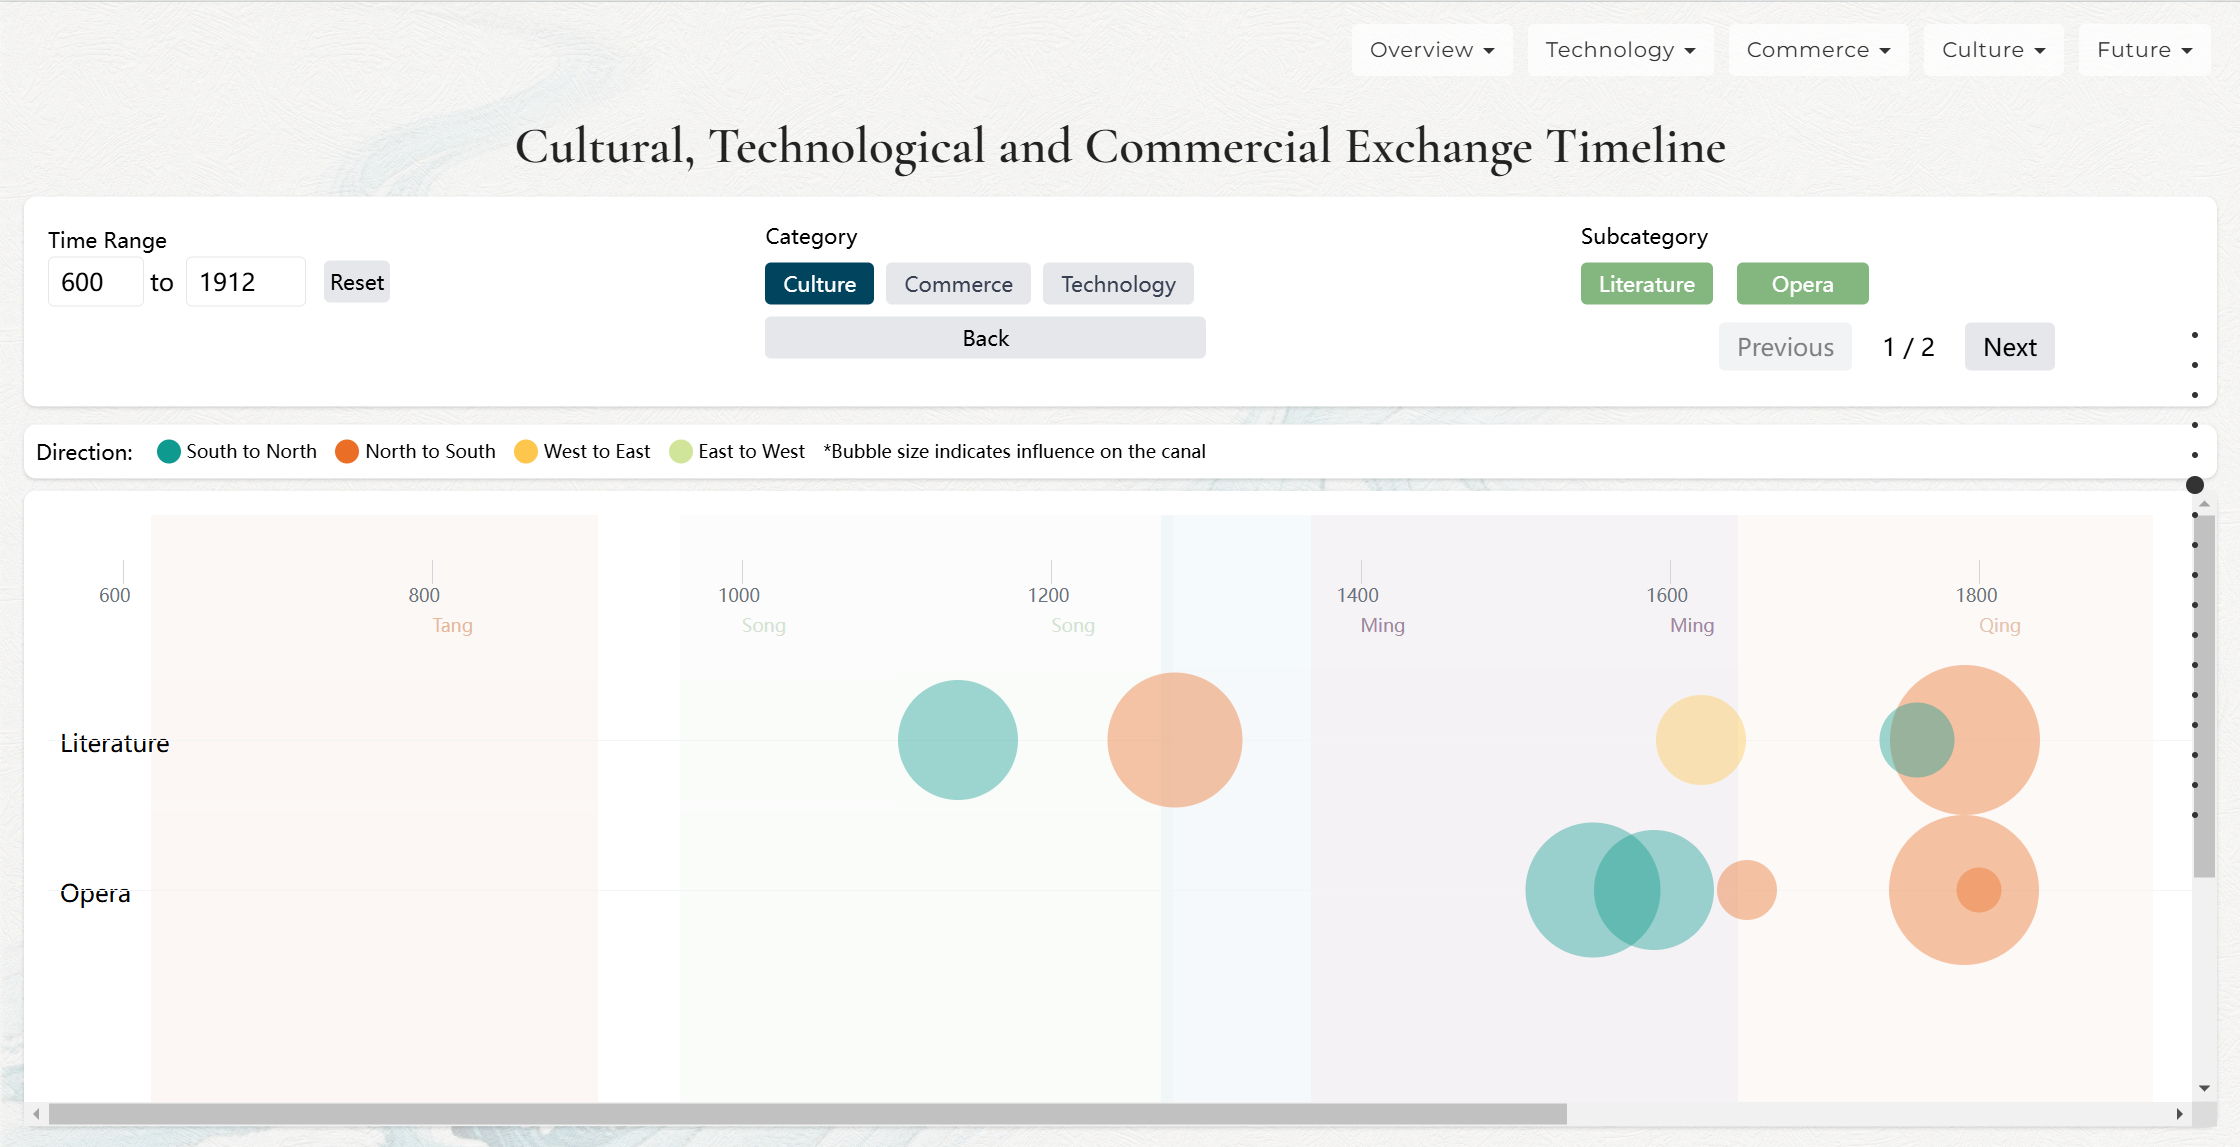 Overview Technology Commerce Culture Future
Cultural, Technological and Commercial Exchange Timeline
Time Range
600 to 1912 Reset
Category
Culture Commerce Technology
Back
Subcategory
Literature Opera
Previous 1 / 2 Next
Direction: South to North North to South West to East East to West *Bubble size indicates influence on the canal
600 800 1000 1200 1400 1600 1800
Tang Song Song Ming Ming Qing
Literature
Opera